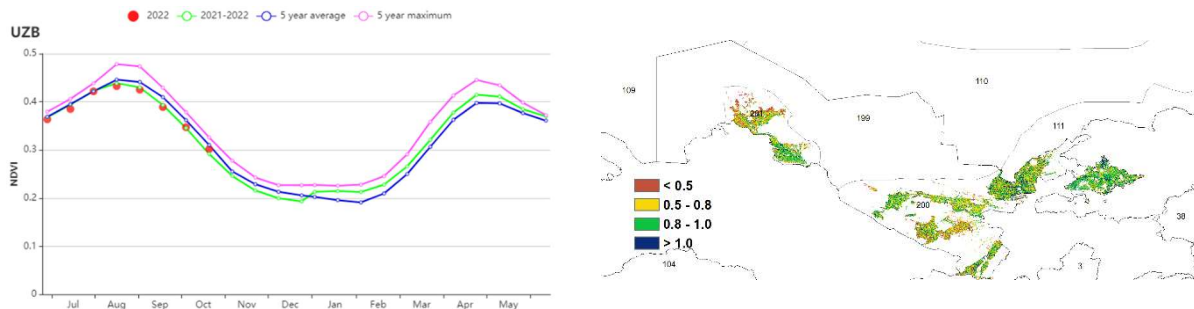 2022 2021-2022 5 year average 5 year maximum
UZB
0.5
0.4
0.3
0.2
0.1
0
NDVI
Jul Aug Sep Oct Nov Dec Jan Feb Mar Apr May
109
110
201
199
111
200
38
104
3
< 0.5
0.5 - 0.8
0.8 - 1.0
> 1.0